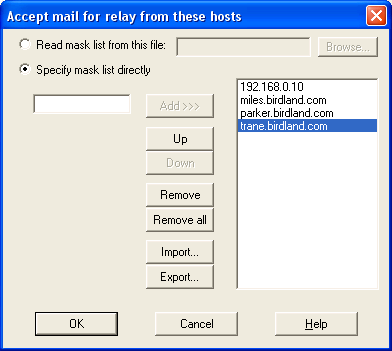 Accept mail for relay from these hosts
Read mask list from this file:
Browse...
Specify mask list directly
Add >>>
Up
Down
Remove
Remove all
Import...
Export...
192.168.0.10
miles.birdland.com
parker.birdland.com
trane.birdland.com
OK
Cancel
Help